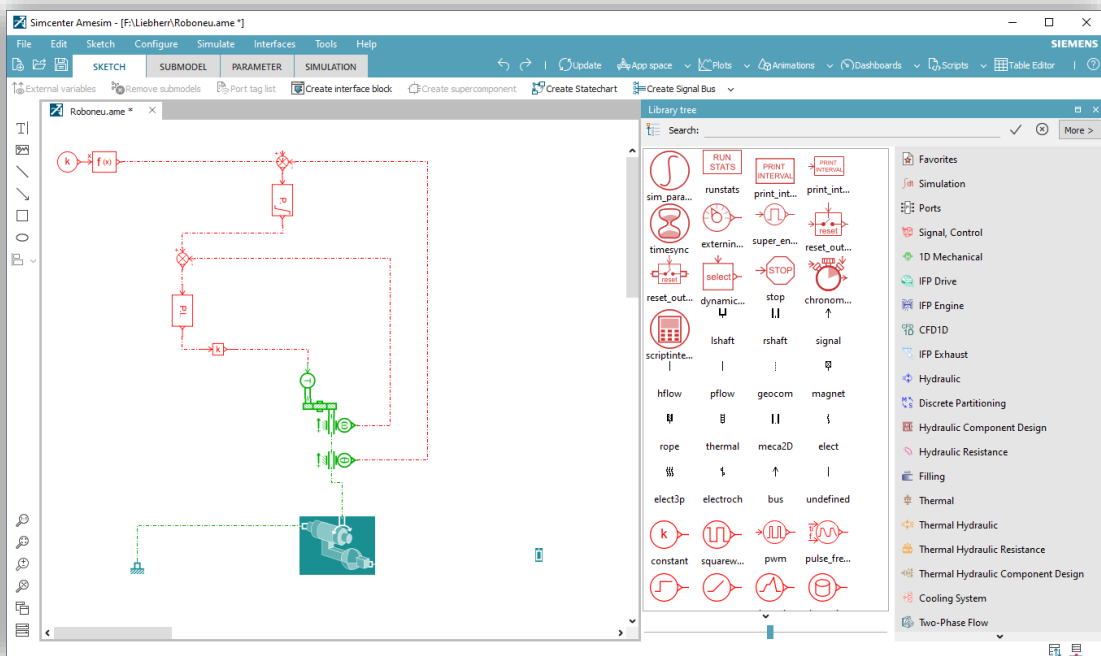 Simcenter Amesim - [F:\Liebherr\Roboneu.ame *]
File Edit Sketch Configure Simulate Interfaces Tools Help
SIEMENS
SKETCH SUBMODEL PARAMETER SIMULATION
Update App space Plots Animations Dashboards Scripts Table Editor
External variables Remove submodels Port tag list Create interface block Create supercomponent Create Statechart Create Signal Bus
Roboneu.ame *
Library tree
Search:
More >
k
x
f(x)
P.I.
k
T
ω
θ
RUN STATS
PRINT INTERVAL
PRINT INTERVAL
sim_para... runstats print_int... print_int...
reset
timesync externin... super_en... reset_out...
reset
select
STOP
reset_out... dynamic... stop chronom...
scriptinte... lshaft rshaft signal
hflow pflow geocom magnet
rope thermal meca2D elect
elect3p electroch bus undefined
k
constant squarew... pwm pulse_fre...
Favorites
Simulation
Ports
Signal, Control
1D Mechanical
IFP Drive
IFP Engine
CFD1D
IFP Exhaust
Hydraulic
Discrete Partitioning
Hydraulic Component Design
Hydraulic Resistance
Filling
Thermal
Thermal Hydraulic
Thermal Hydraulic Resistance
Thermal Hydraulic Component Design
Cooling System
Two-Phase Flow